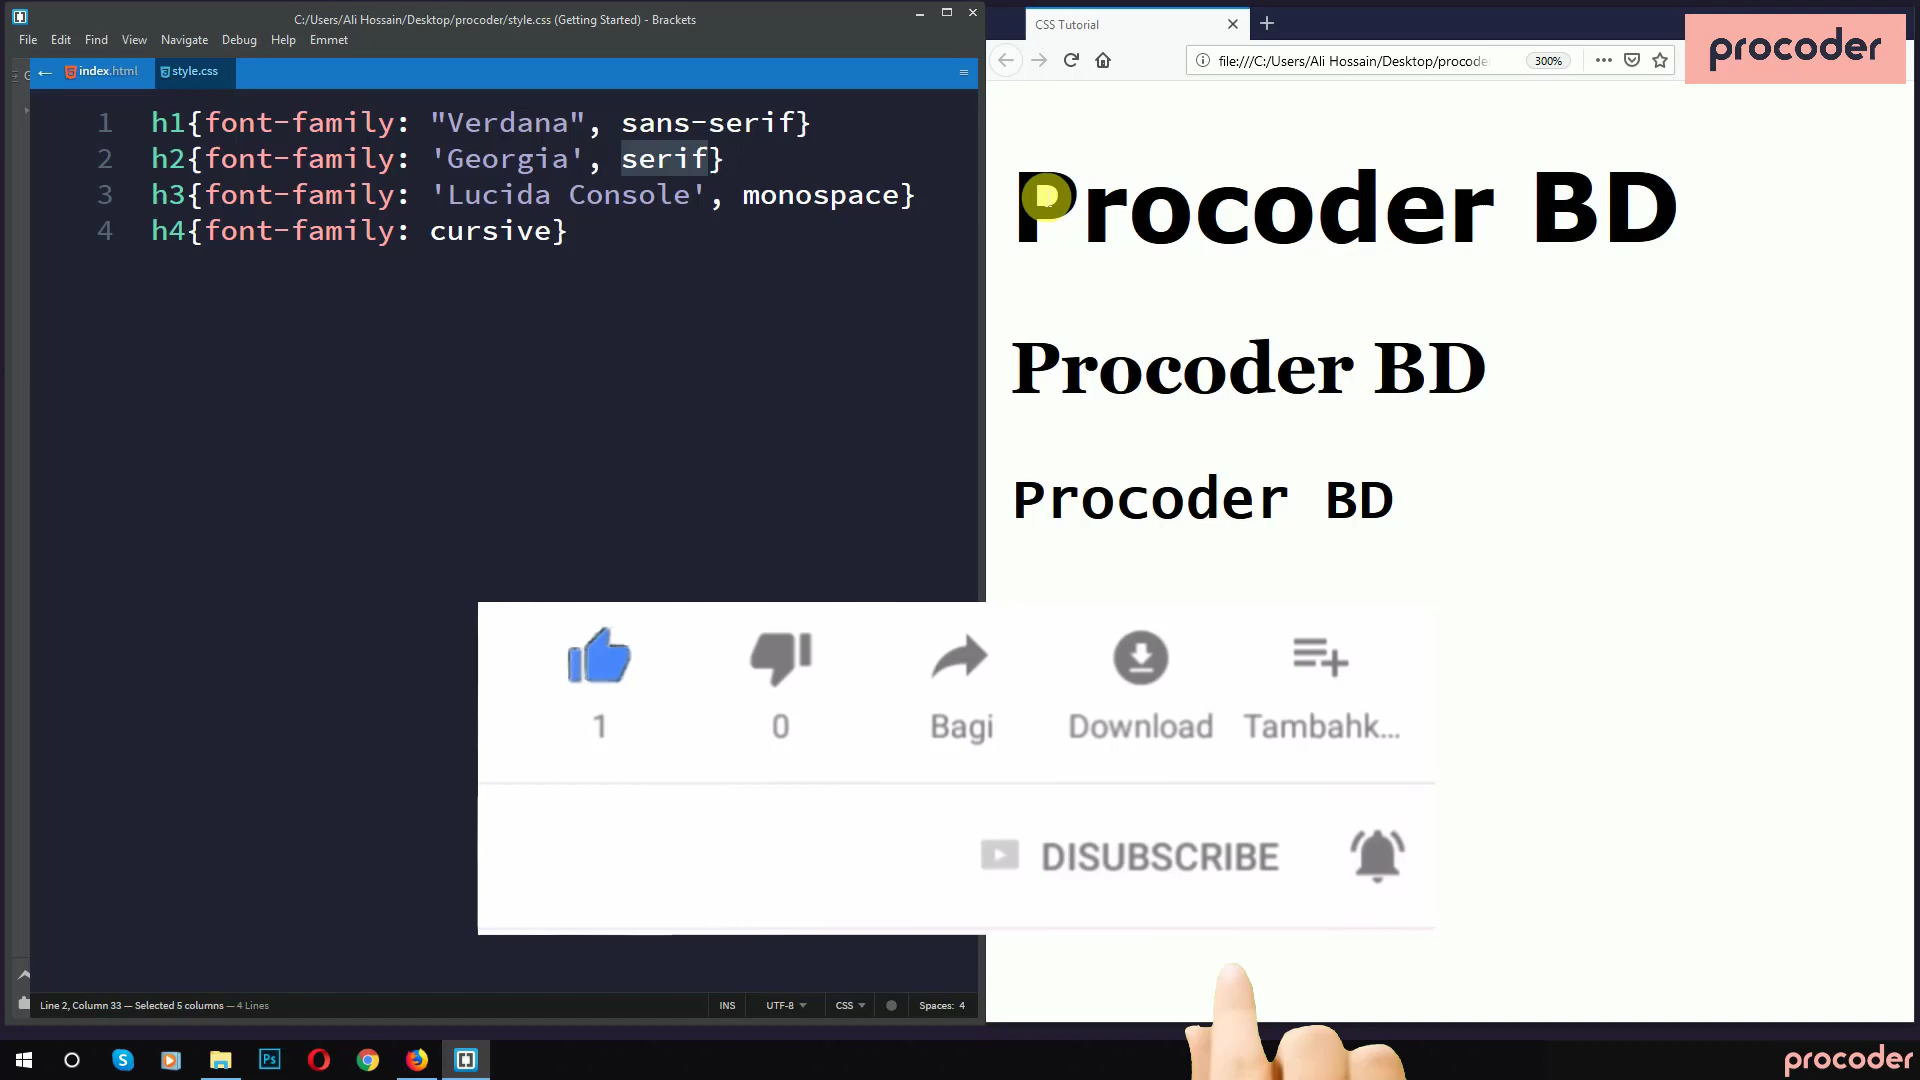 C:/Users/Ali Hossain/Desktop/procoder/style.css (Getting Started) - Brackets
File Edit Find View Navigate Debug Help Emmet
index.html style.css
1 h1{font-family: "Verdana", sans-serif}
2 h2{font-family: 'Georgia', serif}
3 h3{font-family: 'Lucida Console', monospace}
4 h4{font-family: cursive}
Line 2, Column 33 — Selected 5 columns — 4 Lines
INS UTF-8 CSS Spaces: 4
CSS Tutorial
file:///C:/Users/Ali Hossain/Desktop/procode 300%
procoder
Procoder BD
Procoder BD
Procoder BD
1 0 Bagi Download Tambahk...
DISUBSCRIBE
S Ps
procoder